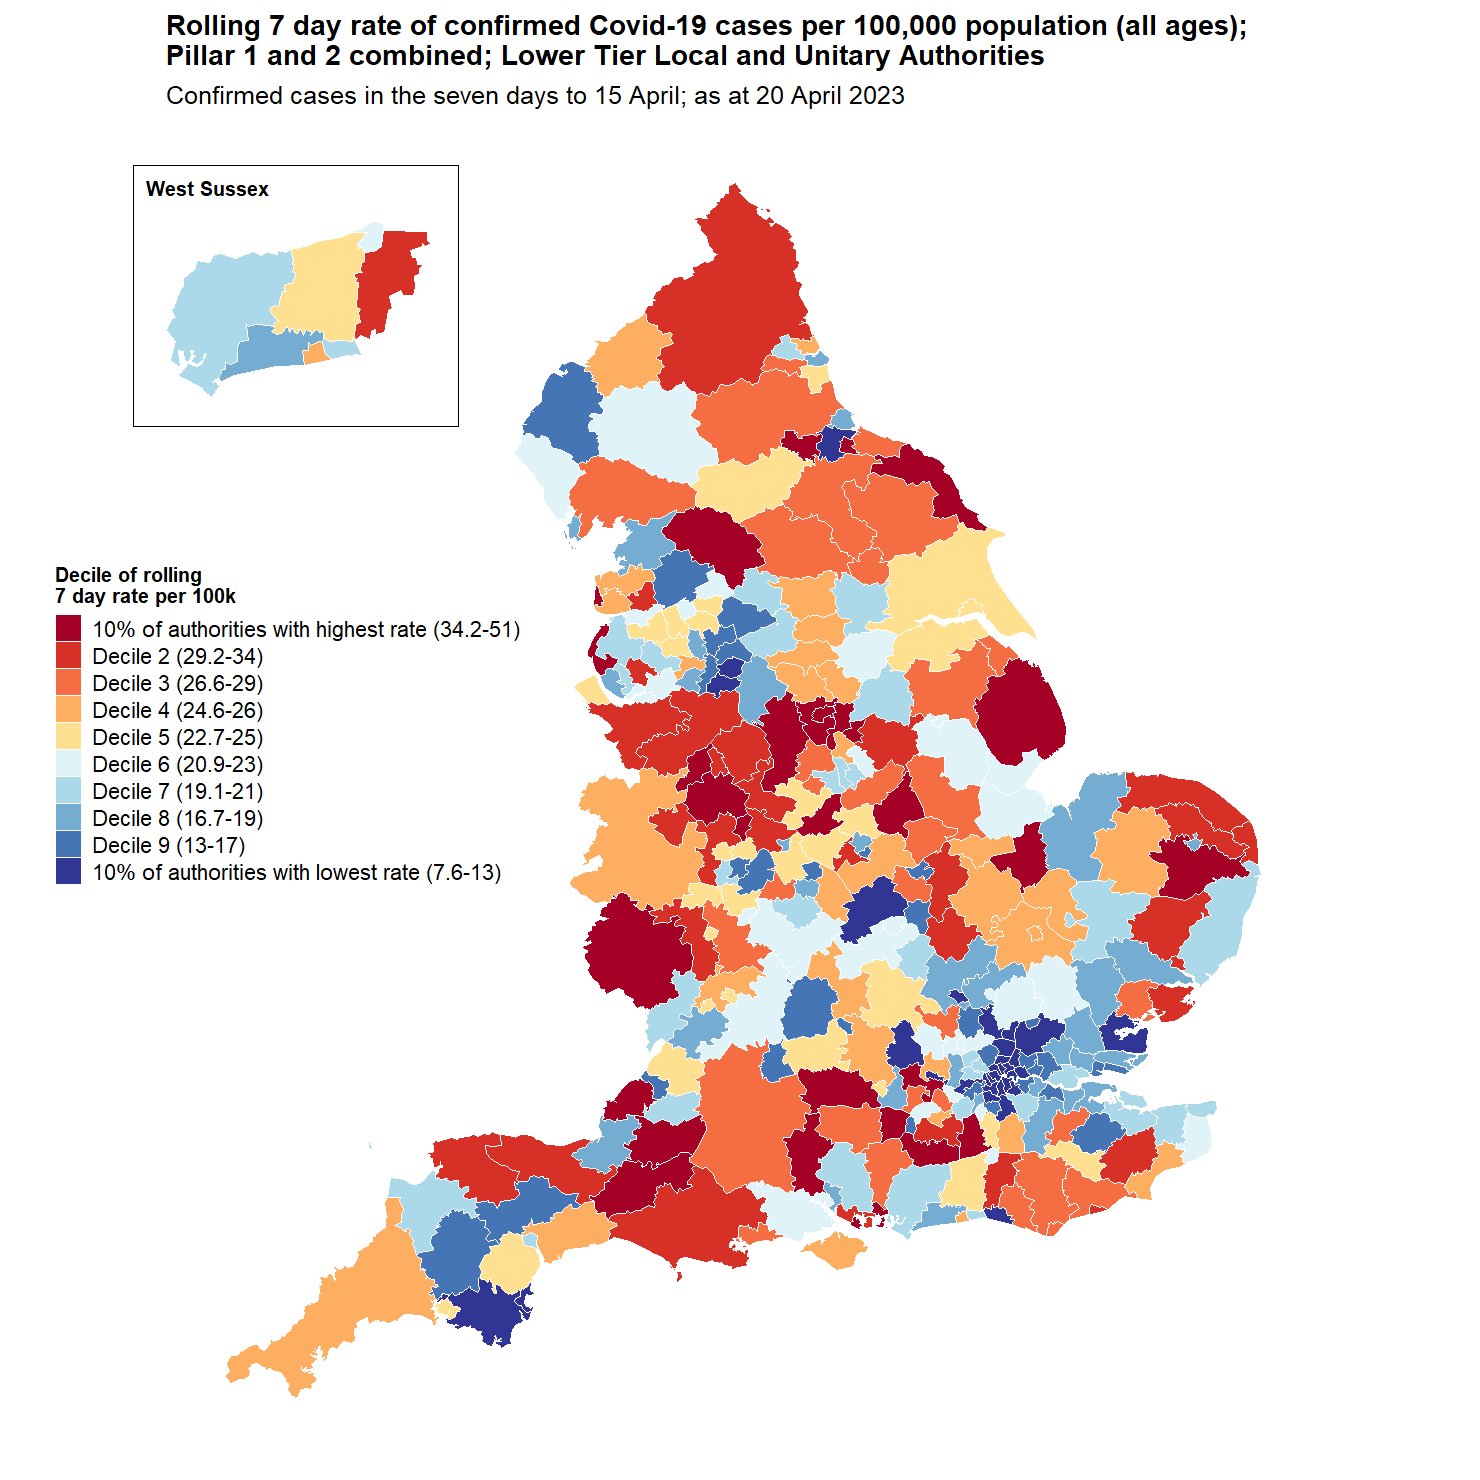 Rolling 7 day rate of confirmed Covid-19 cases per 100,000 population (all ages);
Pillar 1 and 2 combined; Lower Tier Local and Unitary Authorities
Confirmed cases in the seven days to 15 April; as at 20 April 2023
West Sussex
Decile of rolling
7 day rate per 100k
10% of authorities with highest rate (34.2-51)
Decile 2 (29.2-34)
Decile 3 (26.6-29)
Decile 4 (24.6-26)
Decile 5 (22.7-25)
Decile 6 (20.9-23)
Decile 7 (19.1-21)
Decile 8 (16.7-19)
Decile 9 (13-17)
10% of authorities with lowest rate (7.6-13)